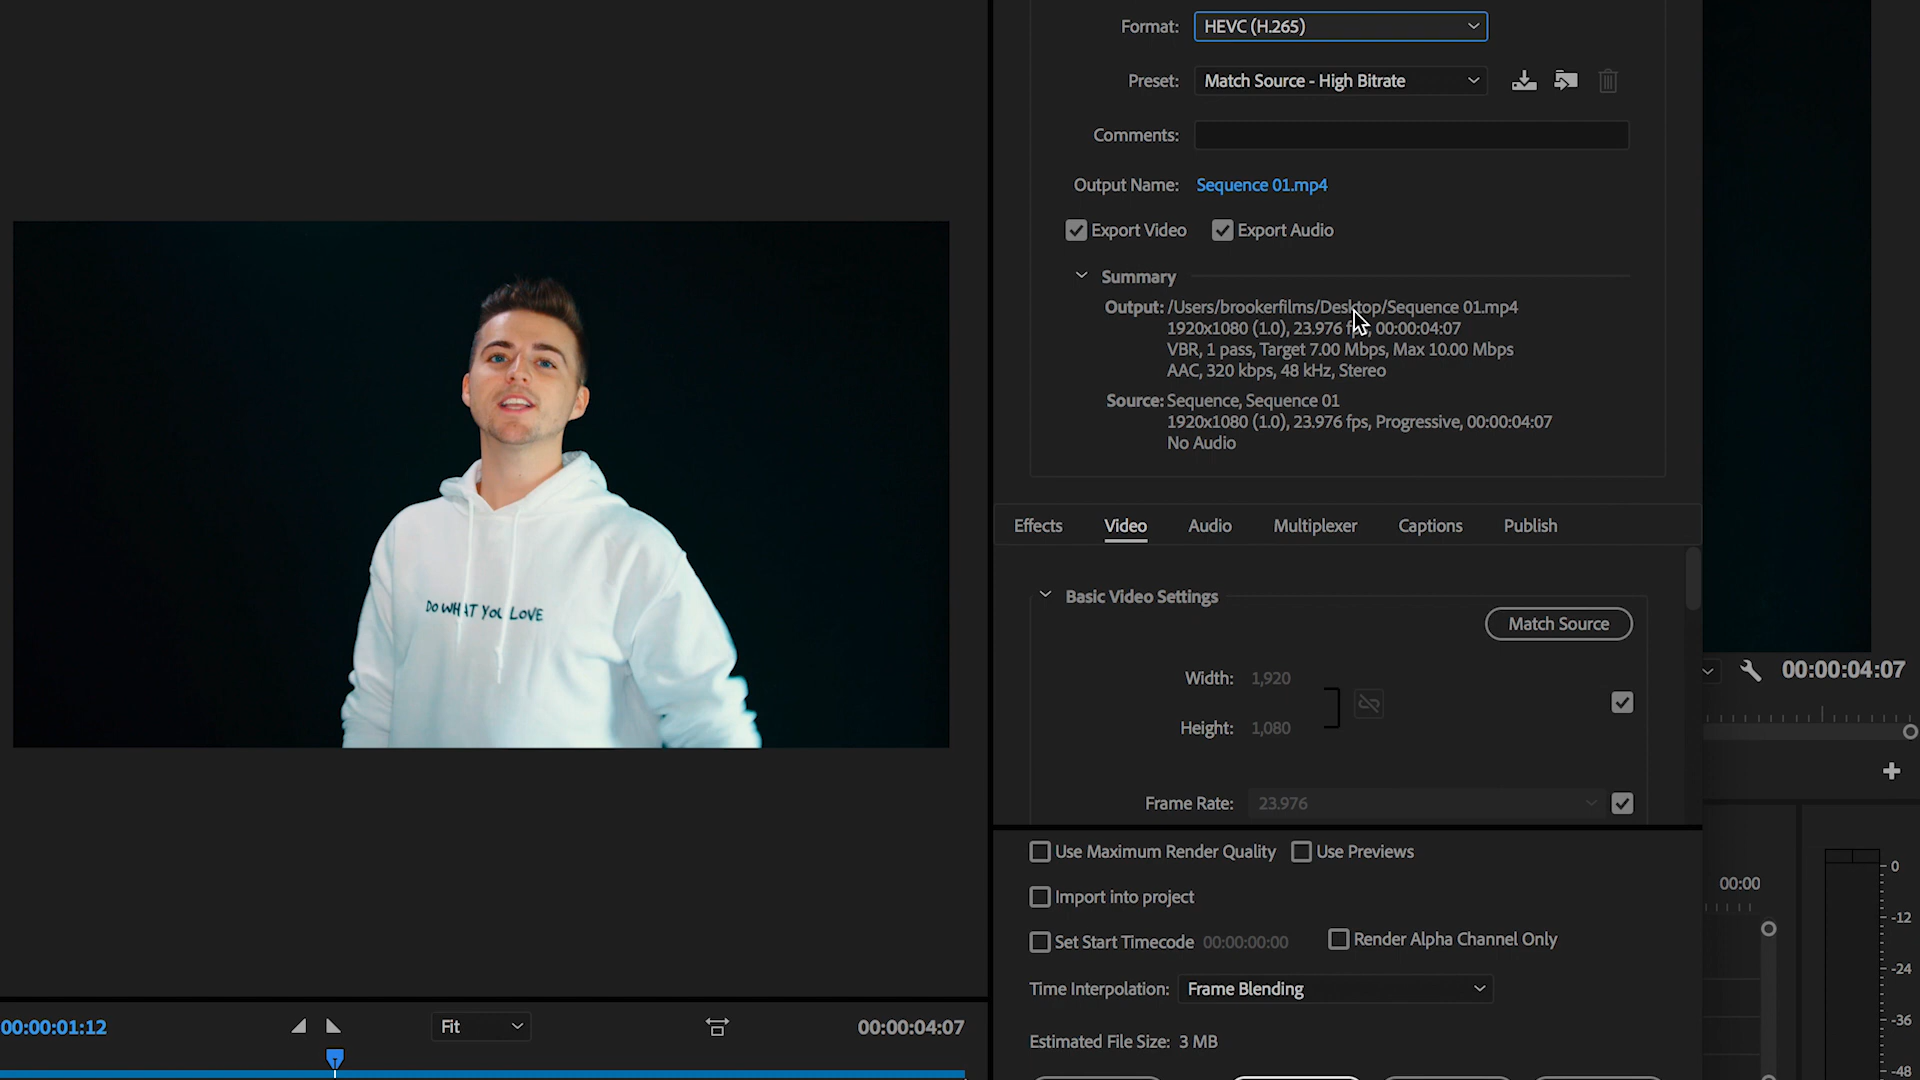 Format: HEVC (H.265)
Preset: Match Source - High Bitrate
Comments:
Output Name: Sequence 01.mp4
Export Video Export Audio
Summary
Output: /Users/brookerfilms/Desktop/Sequence 01.mp4
1920x1080 (1.0), 23.976 fps, 00:00:04:07
VBR, 1 pass, Target 7.00 Mbps, Max 10.00 Mbps
AAC, 320 kbps, 48 kHz, Stereo
Source: Sequence, Sequence 01
1920x1080 (1.0), 23.976 fps, Progressive, 00:00:04:07
No Audio
Effects Video Audio Multiplexer Captions Publish
Basic Video Settings
Match Source
Width: 1,920
Height: 1,080
Frame Rate: 23.976
Use Maximum Render Quality Use Previews
Import into project
Set Start Timecode 00:00:00:00 Render Alpha Channel Only
Time Interpolation: Frame Blending
Estimated File Size: 3 MB
DO WHAT YOU LOVE
00:00:01:12 Fit 00:00:04:07
00:00:04:07
00:00
0
-12
-24
-36
-48